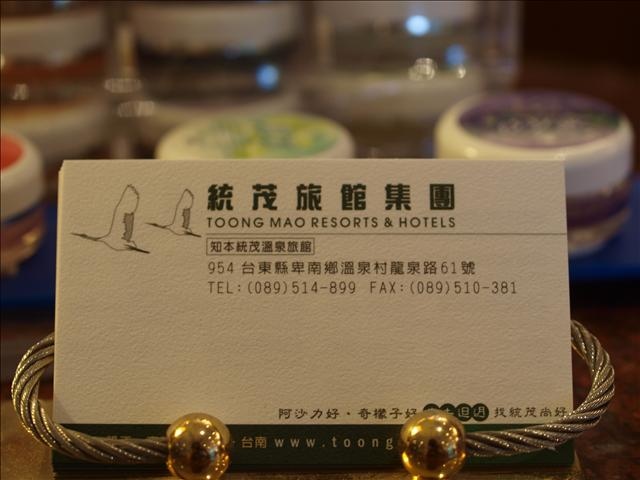 統茂旅館集團
TOONG MAO RESORTS & HOTELS
知本統茂溫泉旅館
954 台東縣卑南鄉溫泉村龍泉路61號
TEL:(089)514-899 FAX:(089)510-381
阿沙力好·奇檬子好 找統茂尚好
台南 www.toong